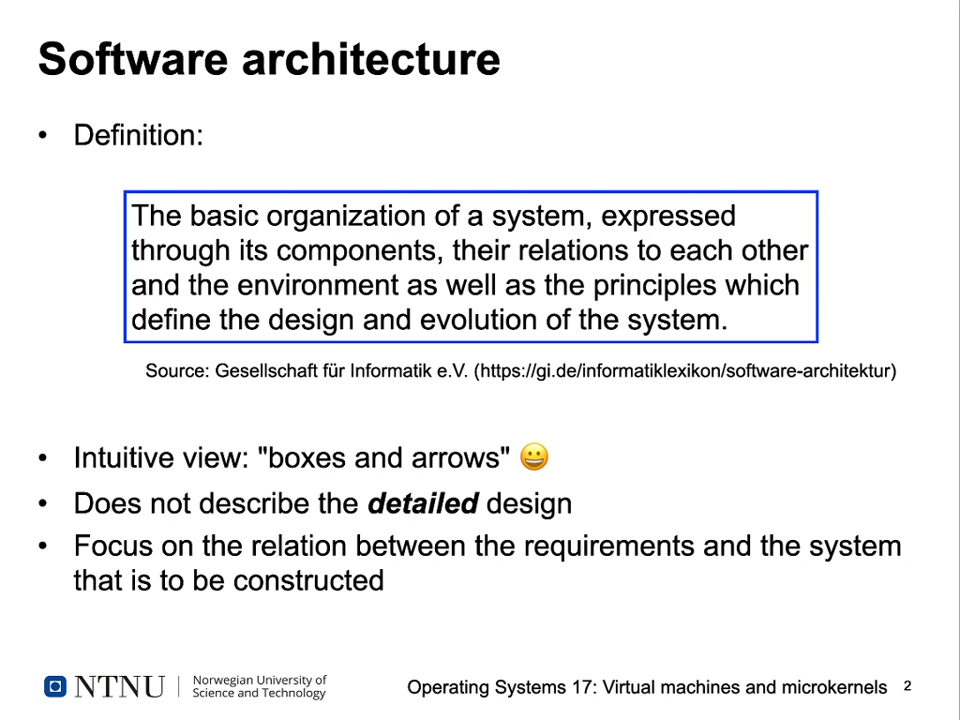 Software architecture
• Definition:
The basic organization of a system, expressed
through its components, their relations to each other
and the environment as well as the principles which
define the design and evolution of the system.
Source: Gesellschaft für Informatik e.V. (https://gi.de/informatiklexikon/software-architektur)
• Intuitive view: "boxes and arrows" 😀
• Does not describe the detailed design
• Focus on the relation between the requirements and the system
that is to be constructed
NTNU
Norwegian University of
Science and Technology
Operating Systems 17: Virtual machines and microkernels 2